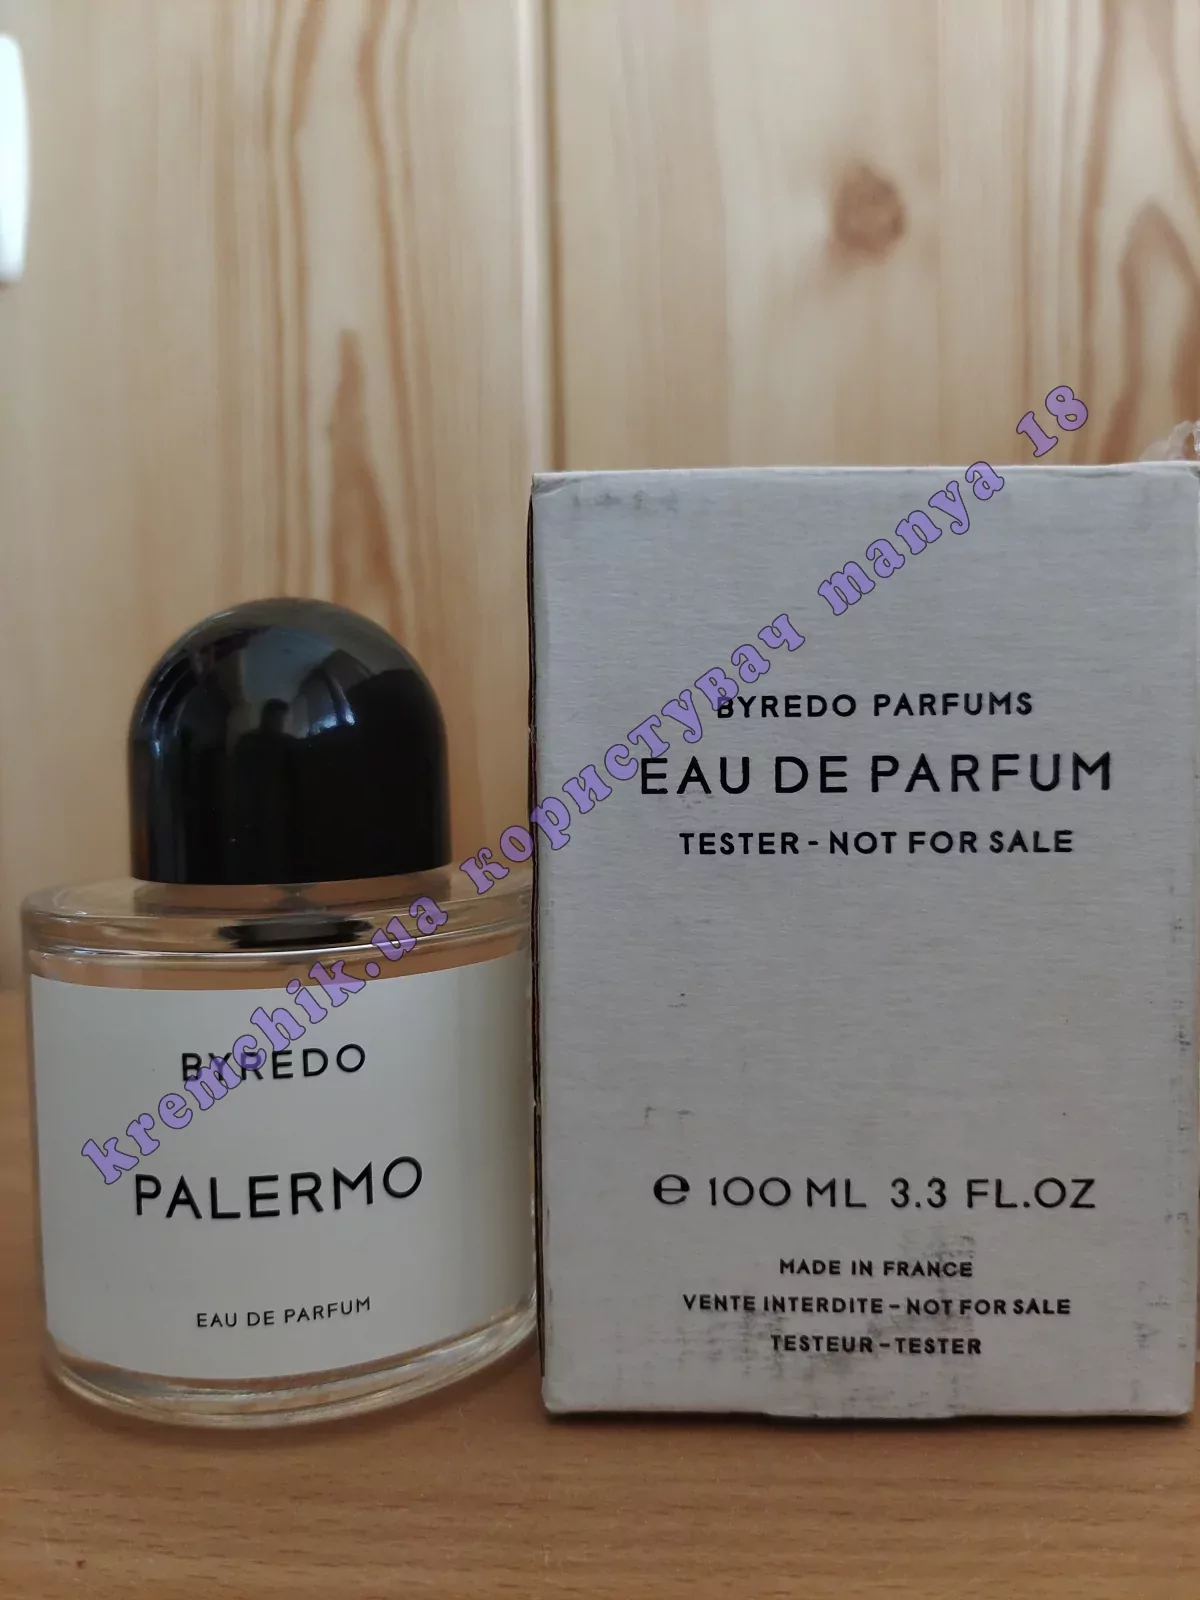 kremchik.ua користувач manya 18
BYREDO
PALERMO
EAU DE PARFUM
BYREDO PARFUMS
EAU DE PARFUM
TESTER - NOT FOR SALE
e 100 ML 3.3 FL.OZ
MADE IN FRANCE
VENTE INTERDITE - NOT FOR SALE
TESTEUR - TESTER